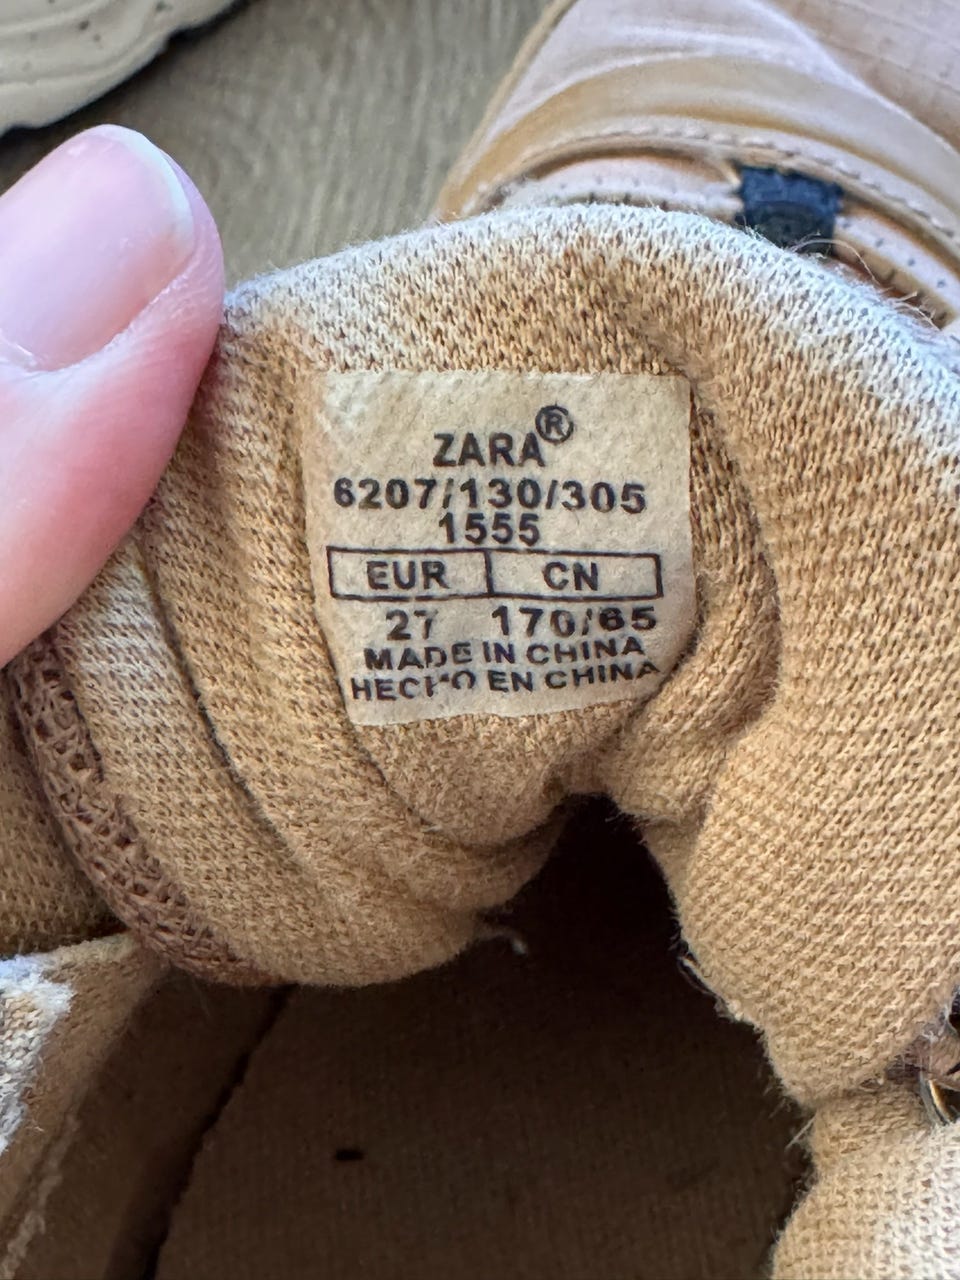 ZARA®
6207/130/305
1555
EUR CN
27 170/65
MADE IN CHINA
HECHO EN CHINA